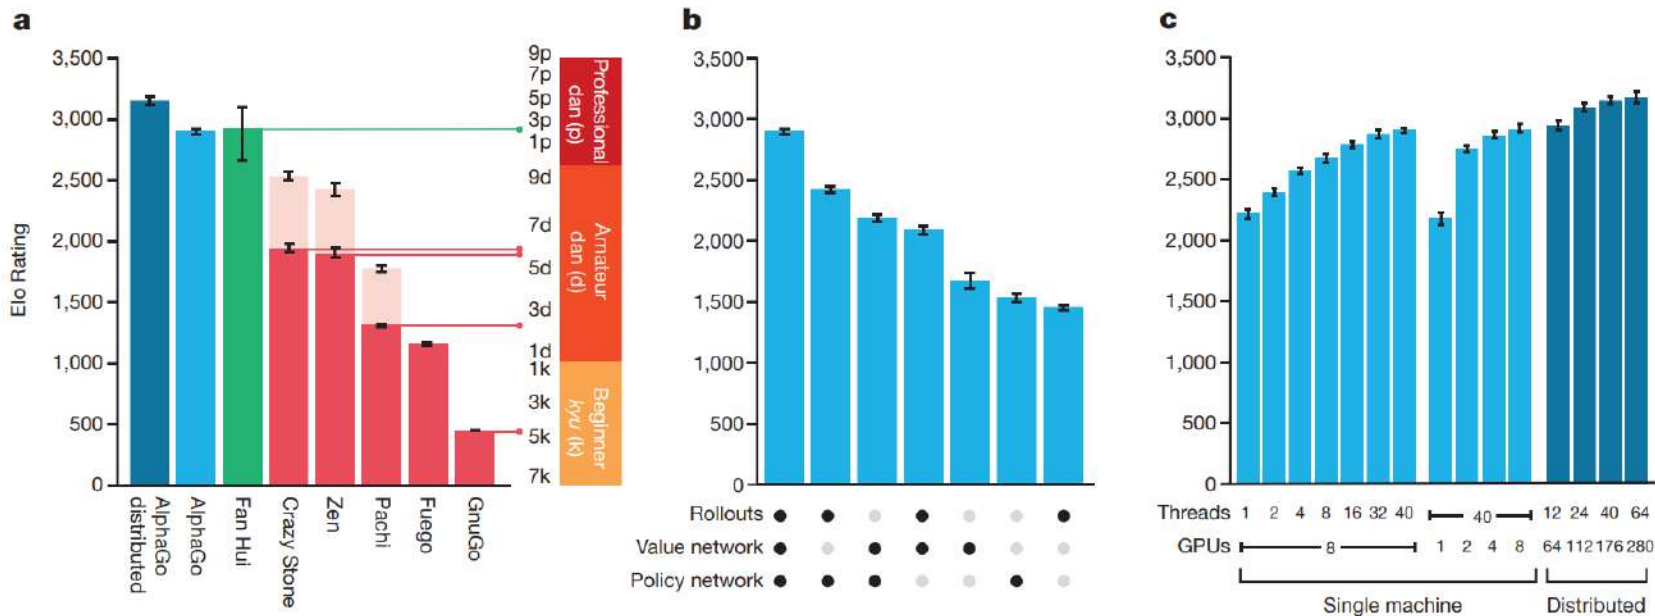 a
3,500
3,000
2,500
2,000
1,500
1,000
500
0
Elo Rating
AlphaGo
distributed
AlphaGo
Fan Hui
Crazy Stone
Zen
Pachi
Fuego
GnuGo
9p
7p
5p
3p
1p
9d
7d
5d
3d
1d
1k
3k
5k
7k
Professional
dan (p)
Amateur
dan (d)
Beginner
kyu (k)
b
3,500
3,000
2,500
2,000
1,500
1,000
500
0
Rollouts
Value network
Policy network
c
3,500
3,000
2,500
2,000
1,500
1,000
500
0
Threads 1 2 4 8 16 32 40 40 12 24 40 64
GPUs 8 1 2 4 8 64 112 176 280
Single machine Distributed